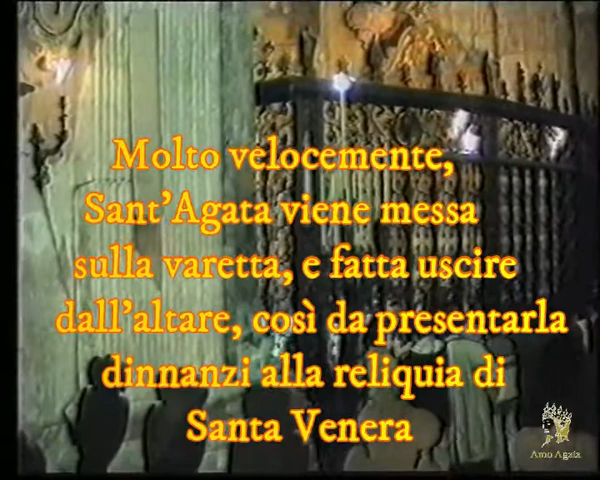 Molto velocemente,
Sant'Agata viene messa
sulla varetta, e fatta uscire
dall'altare, così da presentarla
dinnanzi alla reliquia di
Santa Venera
Amo Agata